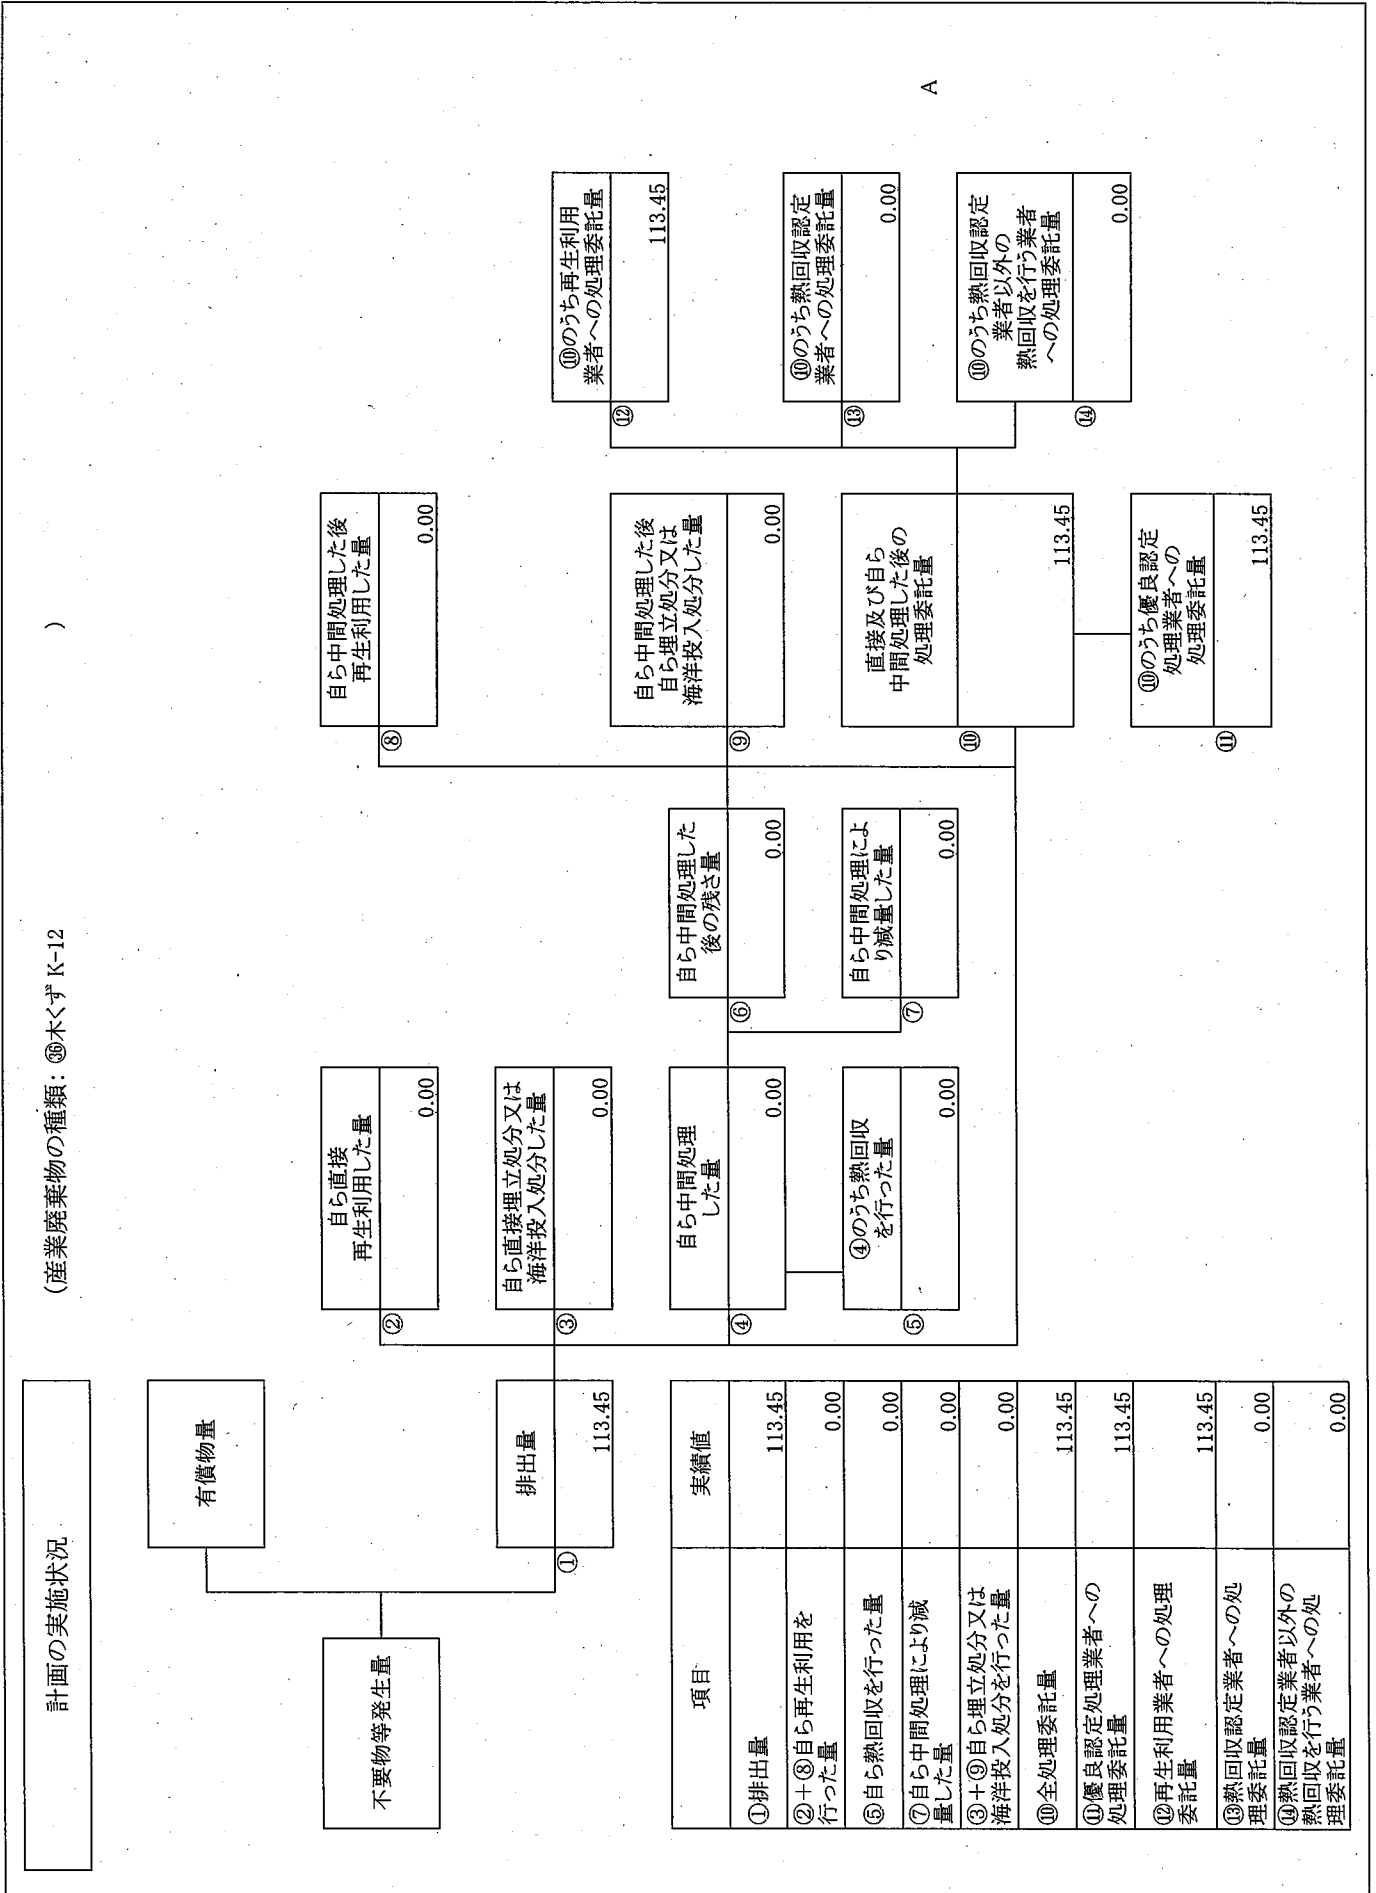 計画の実施状況
(産業廃棄物の種類：㊱木くず K-12
)
不要物等発生量
有償物量
①
排出量
113.45
②
自ら直接
再生利用した量
0.00
③
自ら直接埋立処分又は
海洋投入処分した量
0.00
④
自ら中間処理
した量
0.00
⑤
④のうち熱回収
を行った量
0.00
⑥
自ら中間処理した
後の残さ量
0.00
⑦
自ら中間処理によ
り減量した量
0.00
⑧
自ら中間処理した後
再生利用した量
0.00
⑨
自ら中間処理した後
自ら埋立処分又は
海洋投入処分した量
0.00
⑩
直接及び自ら
中間処理した後の
処理委託量
113.45
⑪
⑩のうち優良認定
処理業者への
処理委託量
113.45
⑫
⑩のうち再生利用
業者への処理委託量
113.45
⑬
⑩のうち熱回収認定
業者への処理委託量
0.00
⑭
⑩のうち熱回収認定
業者以外の
熱回収を行う業者
への処理委託量
0.00
A
項目 実績値
①排出量 113.45
②＋⑧自ら再生利用を
行った量 0.00
⑤自ら熱回収を行った量 0.00
⑦自ら中間処理により減
量した量 0.00
③＋⑨自ら埋立処分又は
海洋投入処分を行った量 0.00
⑩全処理委託量 113.45
⑪優良認定処理業者への
処理委託量 113.45
⑫再生利用業者への処理
委託量 113.45
⑬熱回収認定業者への処
理委託量 0.00
⑭熱回収認定業者以外の
熱回収を行う業者への処
理委託量 0.00